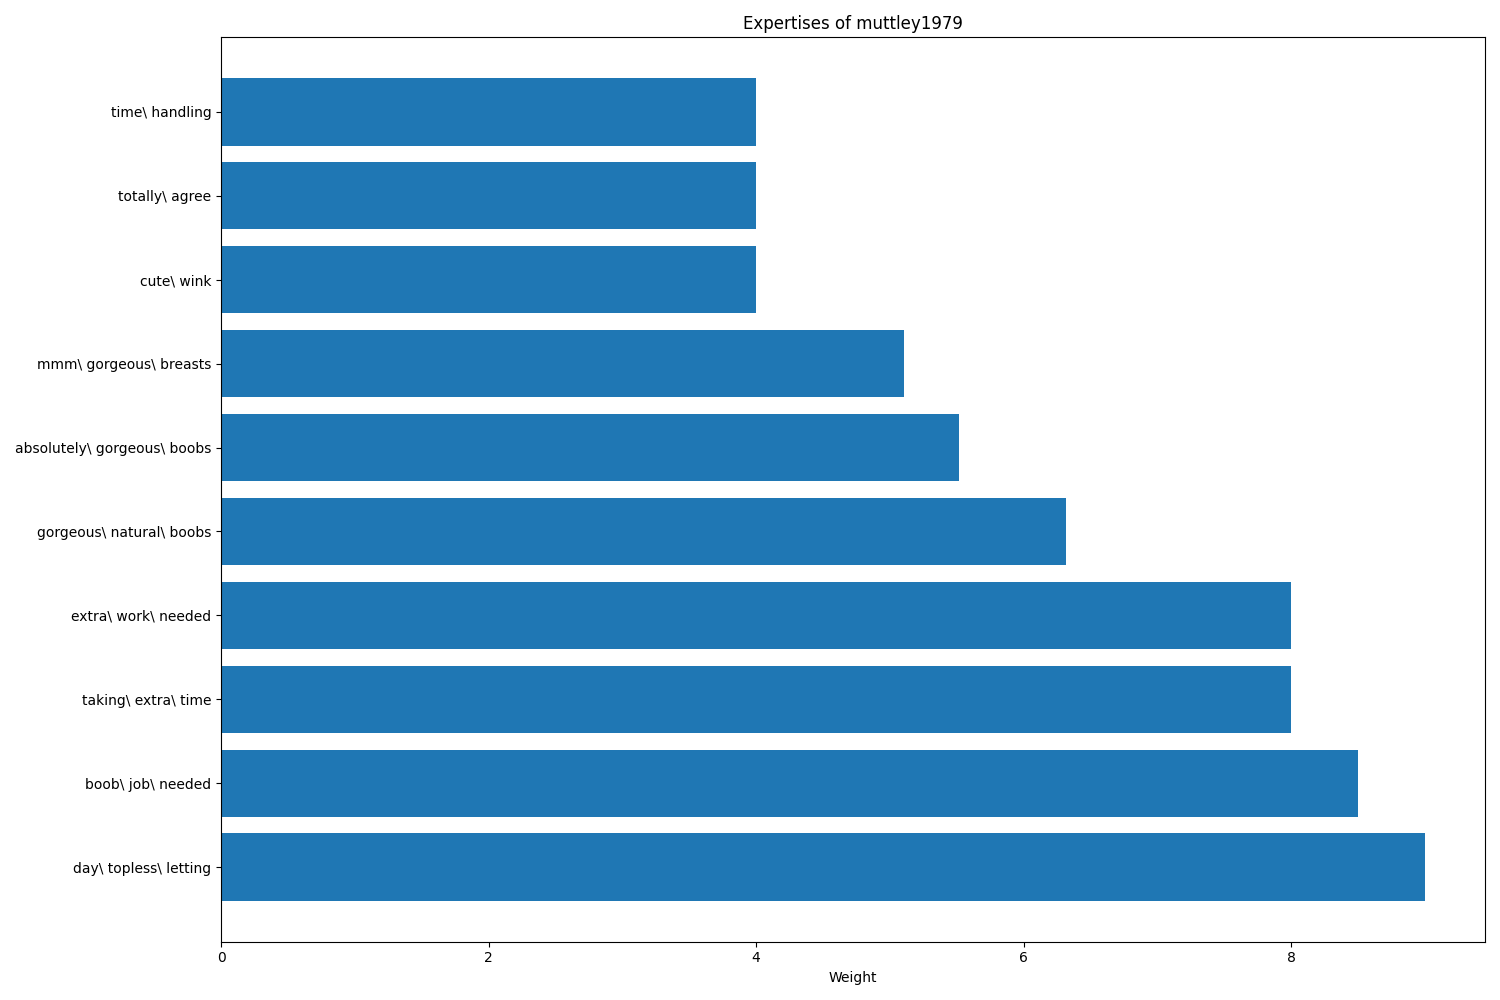 Expertises of muttley1979
time\ handling
totally\ agree
cute\ wink
mmm\ gorgeous\ breasts
absolutely\ gorgeous\ boobs
gorgeous\ natural\ boobs
extra\ work\ needed
taking\ extra\ time
boob\ job\ needed
day\ topless\ letting
0 2 4 6 8
Weight